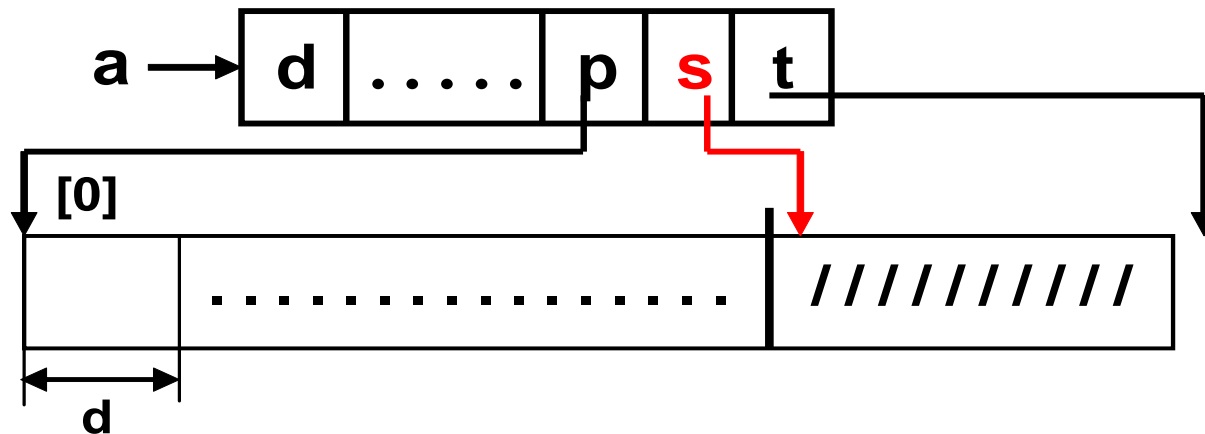 a d ..... p s t
[0]
................ //////////
d